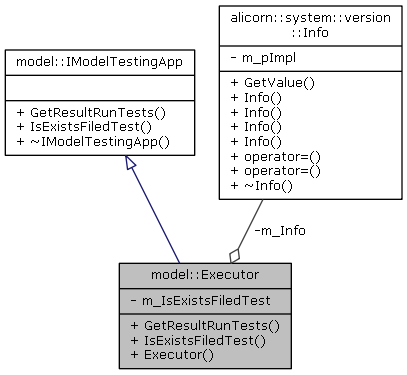 model::IModelTestingApp
+ GetResultRunTests()
+ IsExistsFiledTest()
+ ~IModelTestingApp()
alicorn::system::version
::Info
- m_pImpl
+ GetValue()
+ Info()
+ Info()
+ Info()
+ Info()
+ operator=()
+ operator=()
+ ~Info()
-m_Info
model::Executor
- m_IsExistsFiledTest
+ GetResultRunTests()
+ IsExistsFiledTest()
+ Executor()